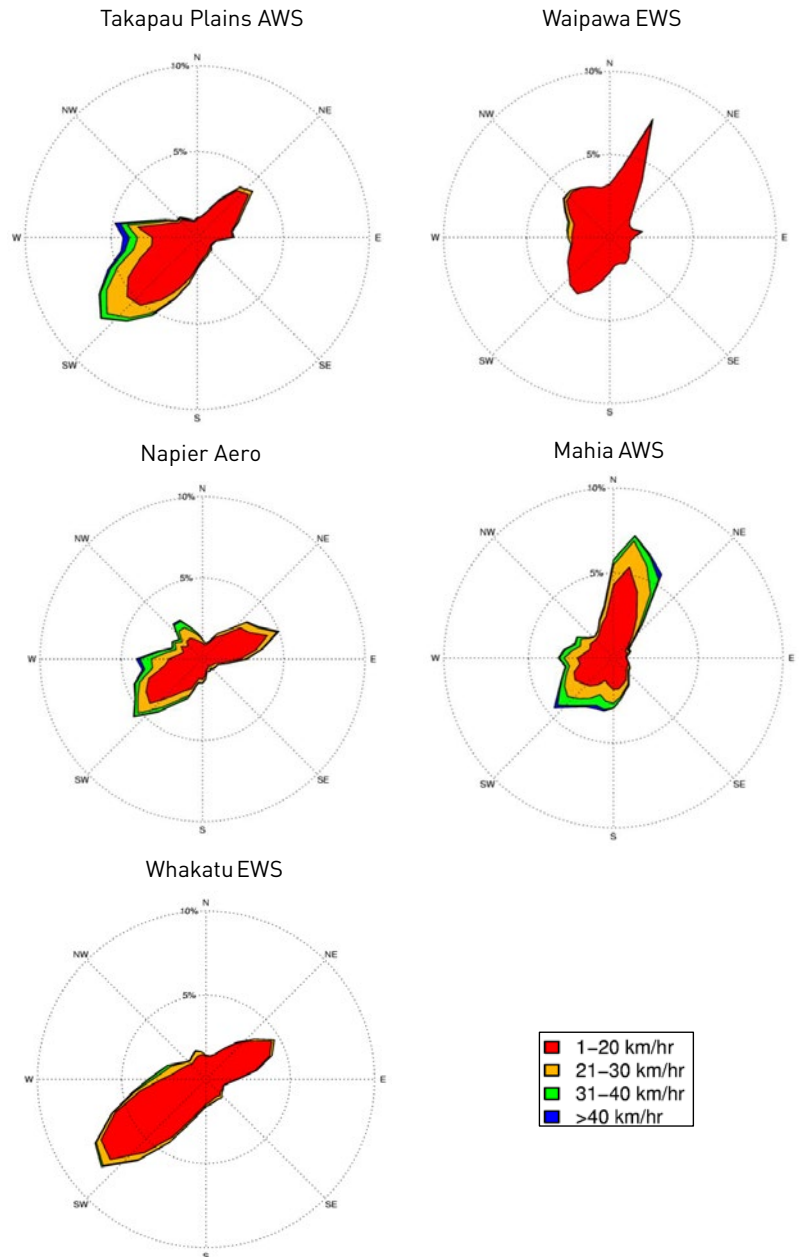 Takapau Plains AWS
Waipawa EWS
N
10%
NW
NE
5%
W
E
SW
SE
S
N
10%
NW
NE
5%
W
E
SW
SE
S
Napier Aero
Mahia AWS
N
10%
NW
NE
5%
W
E
SW
SE
S
N
10%
NW
NE
5%
W
E
SW
SE
S
Whakatu EWS
N
10%
NW
NE
5%
W
E
SW
SE
S
1–20 km/hr
21–30 km/hr
31–40 km/hr
>40 km/hr